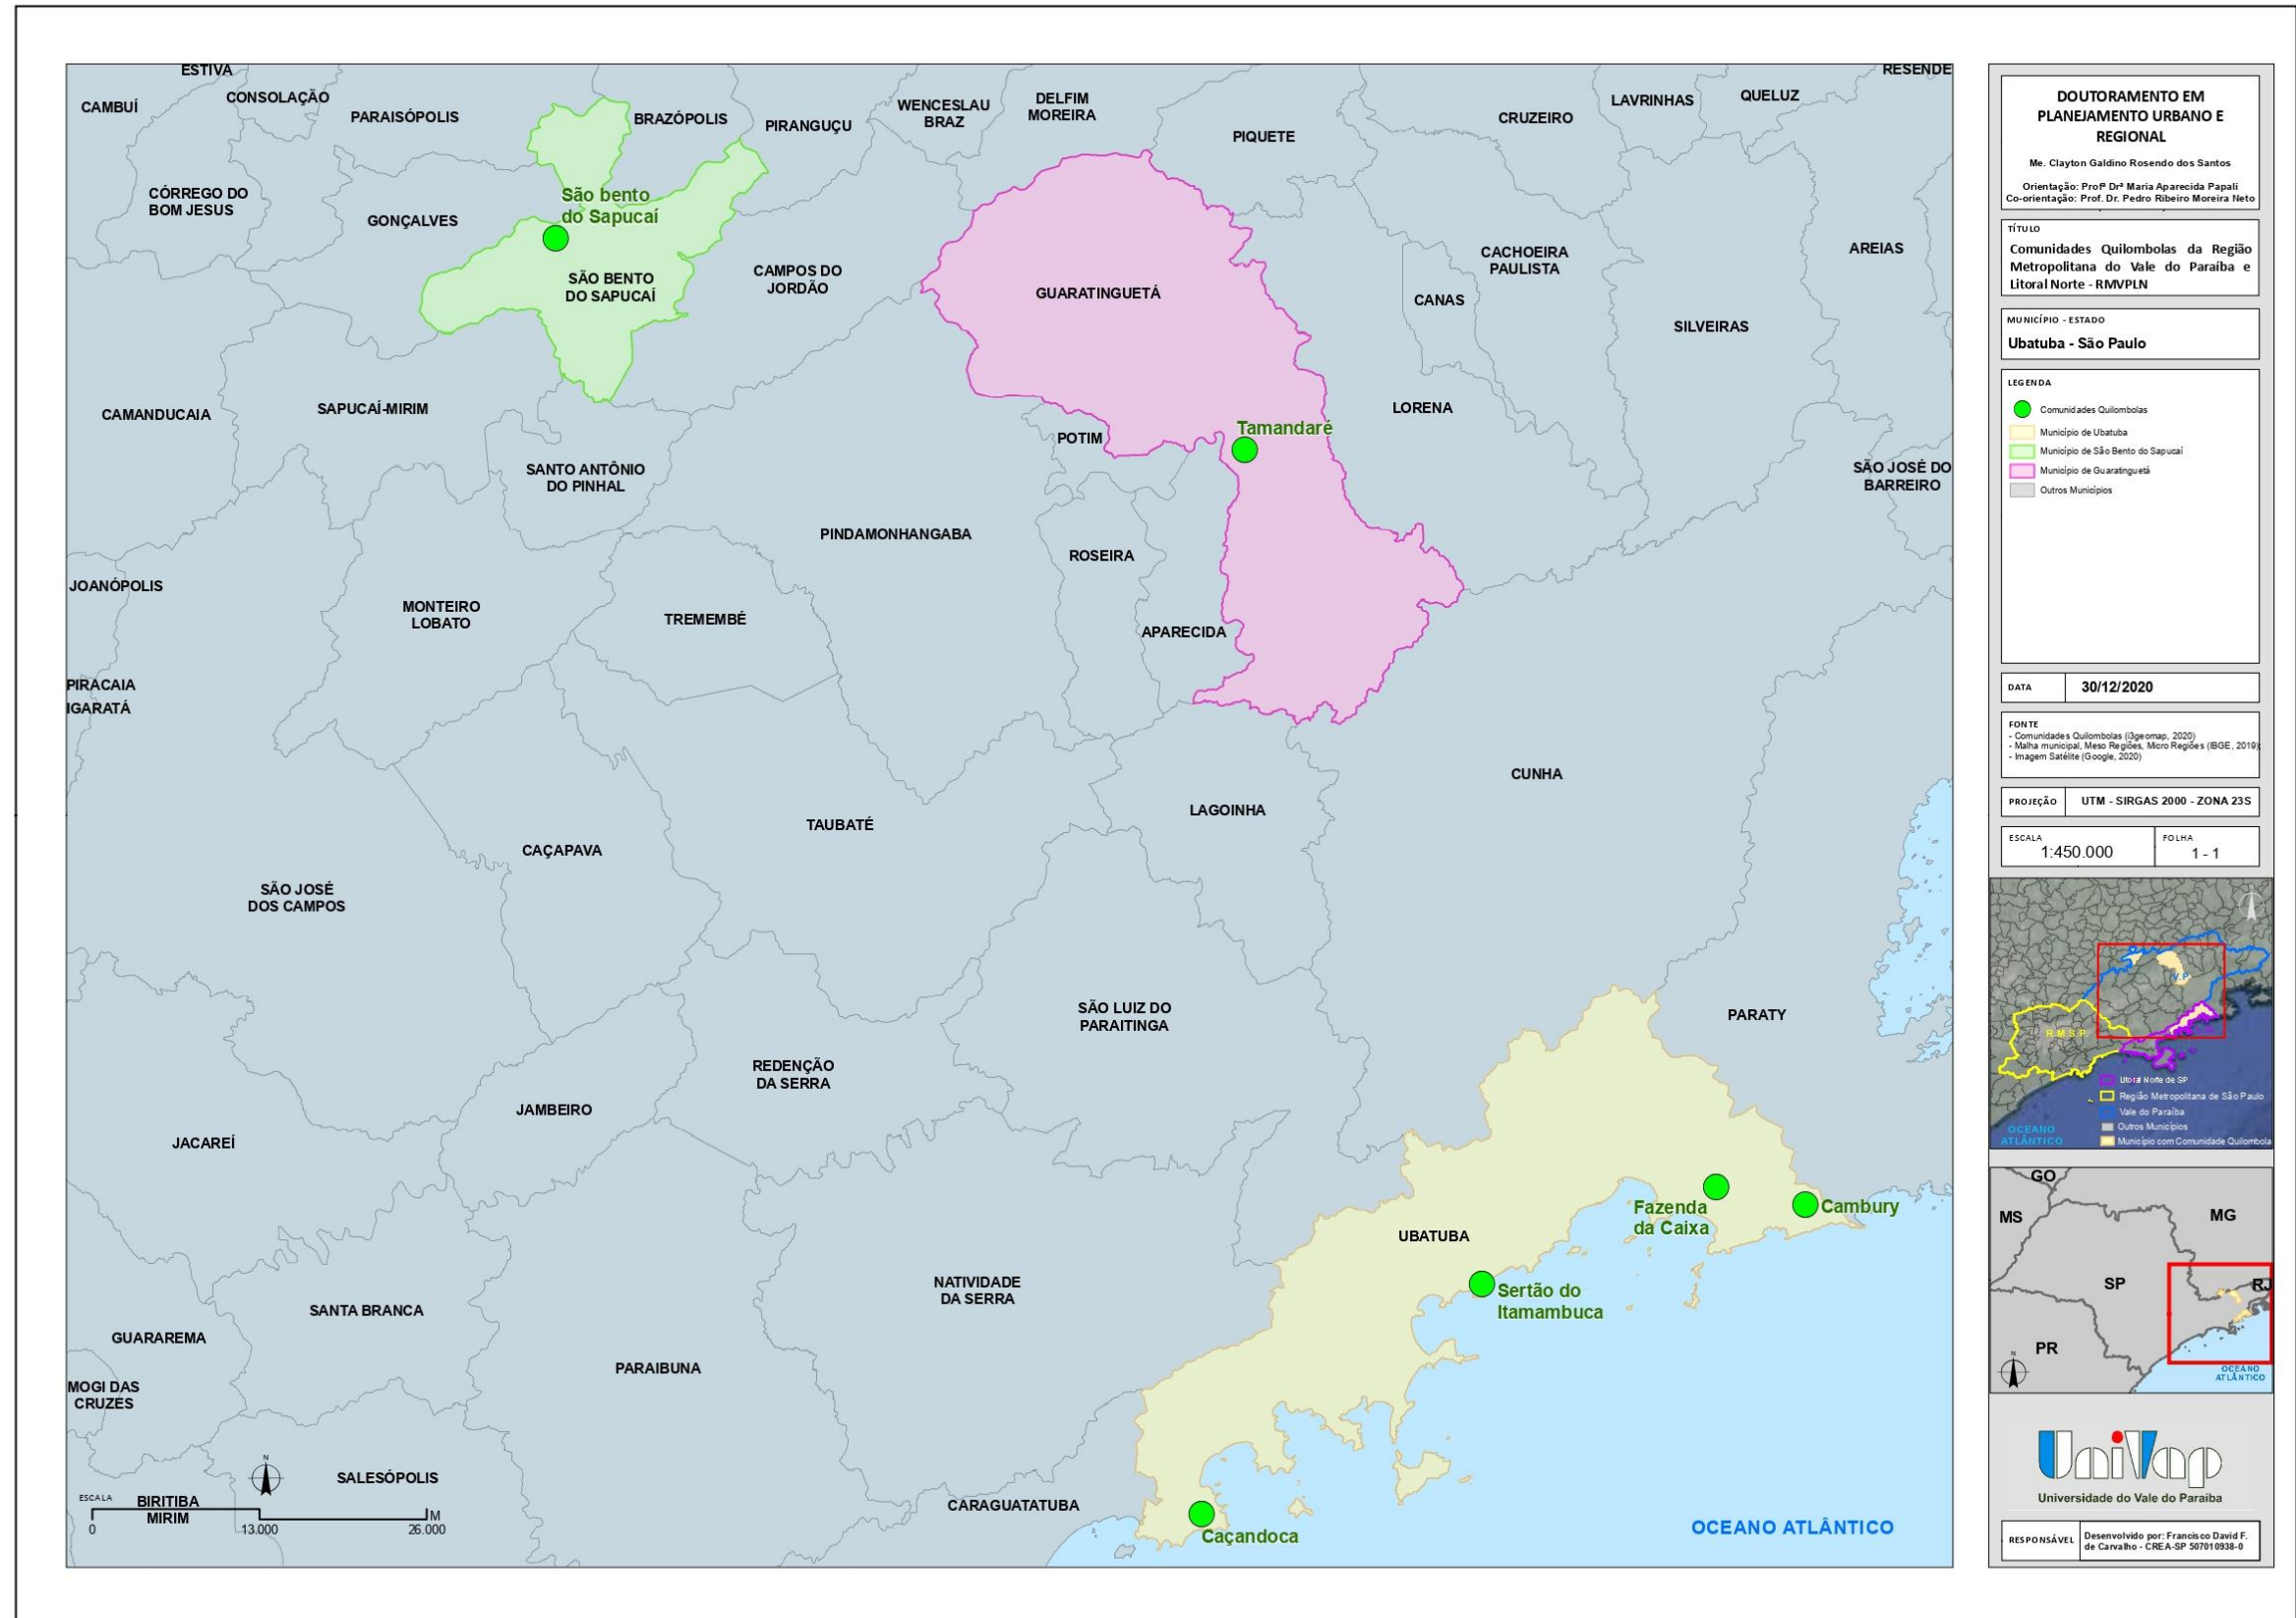 ESTIVA
RESENDE
CAMBUÍ
CONSOLAÇÃO
PARAISÓPOLIS
BRAZÓPOLIS
PIRANGUÇU
WENCESLAU
BRAZ
DELFIM
MOREIRA
PIQUETE
CRUZEIRO
LAVRINHAS
QUELUZ
CÓRREGO DO
BOM JESUS
GONÇALVES
São bento
do Sapucaí
SÃO BENTO
DO SAPUCAÍ
CAMPOS DO
JORDÃO
GUARATINGUETÁ
CACHOEIRA
PAULISTA
CANAS
AREIAS
SILVEIRAS
CAMANDUCAIA
SAPUCAÍ-MIRIM
LORENA
Tamandaré
POTIM
SANTO ANTÔNIO
DO PINHAL
SÃO JOSÉ DO
BARREIRO
PINDAMONHANGABA
ROSEIRA
JOANÓPOLIS
MONTEIRO
LOBATO
TREMEMBÉ
APARECIDA
PIRACAIA
IGARATÁ
CUNHA
LAGOINHA
TAUBATÉ
CAÇAPAVA
SÃO JOSÉ
DOS CAMPOS
SÃO LUIZ DO
PARAITINGA
PARATY
REDENÇÃO
DA SERRA
JAMBEIRO
JACAREÍ
Fazenda
da Caixa
Cambury
UBATUBA
Sertão do
Itamambuca
NATIVIDADE
DA SERRA
SANTA BRANCA
GUARAREMA
PARAIBUNA
MOGI DAS
CRUZES
SALESÓPOLIS
CARAGUATATUBA
Caçandoca
OCEANO ATLÂNTICO
N
ESCALA
BIRITIBA
MIRIM
M
0
13.000
26.000
DOUTORAMENTO EM
PLANEJAMENTO URBANO E
REGIONAL
Me. Clayton Galdino Rosendo dos Santos
Orientação: Profª Drª Maria Aparecida Papali
Co-orientação: Prof. Dr. Pedro Ribeiro Moreira Neto
TÍTULO
Comunidades Quilombolas da Região
Metropolitana do Vale do Paraíba e
Litoral Norte - RMVPLN
MUNICÍPIO - ESTADO
Ubatuba - São Paulo
LEGENDA
Comunidades Quilombolas
Município de Ubatuba
Município de São Bento do Sapucaí
Município de Guaratinguetá
Outros Municípios
DATA 30/12/2020
FONTE
- Comunidades Quilombolas (i3geomap, 2020)
- Malha municipal, Meso Regiões, Micro Regiões (IBGE, 2019);
- Imagem Satélite (Google, 2020)
PROJEÇÃO UTM - SIRGAS 2000 - ZONA 23S
ESCALA
1:450.000
FOLHA
1 - 1
V.P
R.M.S.P
Litoral Norte de SP
Região Metropolitana de São Paulo
Vale do Paraíba
Outros Municípios
Município com Comunidade Quilombola
OCEANO
ATLÂNTICO
GO
MS
MG
SP
RJ
PR
N
OCEANO
ATLÂNTICO
UniVap
Universidade do Vale do Paraíba
RESPONSÁVEL
Desenvolvido por: Francisco David F.
de Carvalho - CREA-SP 507010938-0